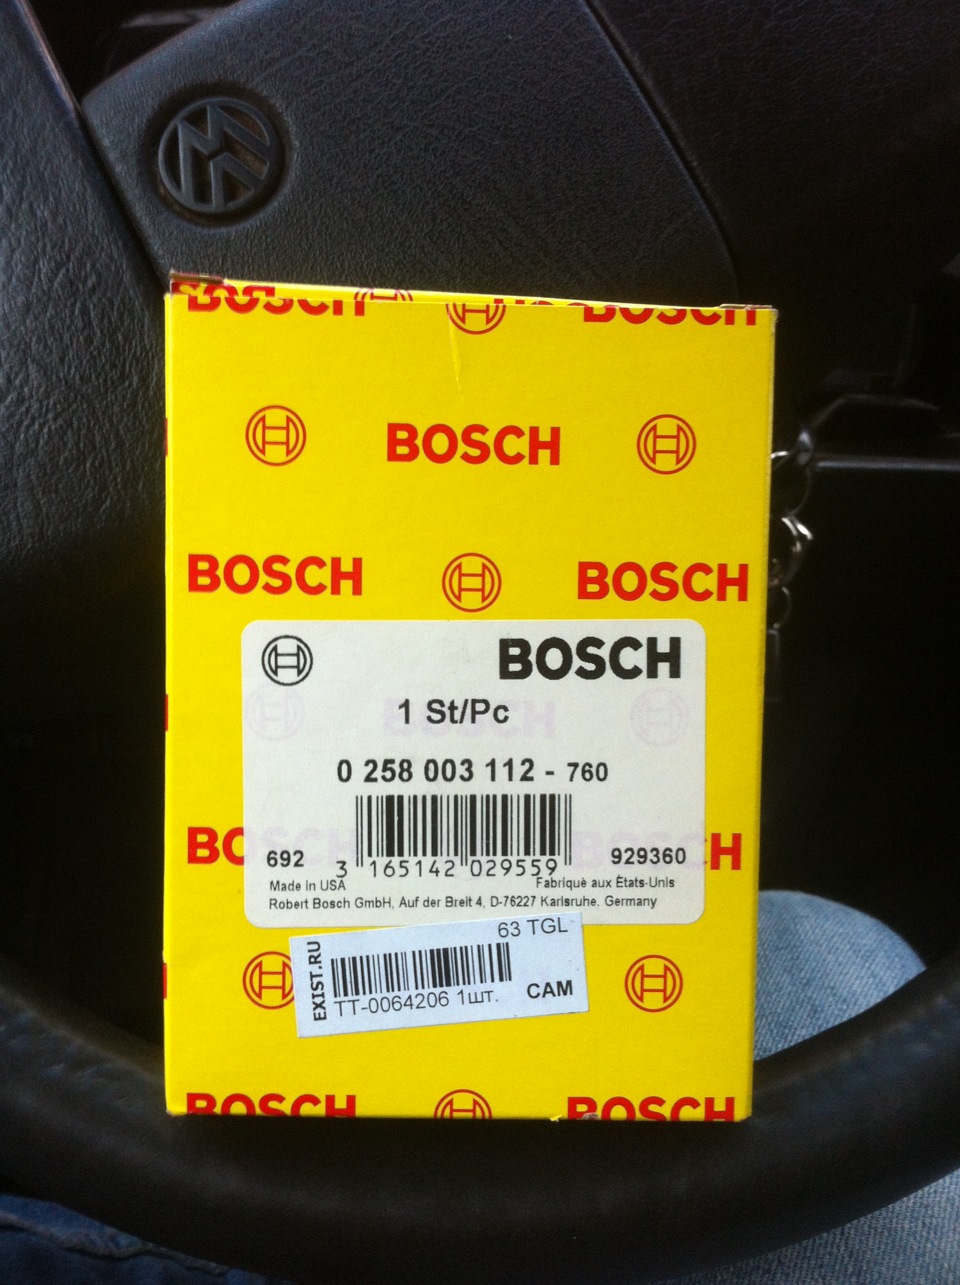 BOSCH BOSCH
BOSCH
BOSCH BOSCH
BOSCH
1 St/Pc
0 258 003 112 - 760
BO H
692 3 165142 029559 929360
Made in USA Fabriqué aux États-Unis
Robert Bosch GmbH, Auf der Breit 4, D-76227 Karlsruhe, Germany
63 TGL
EXIST.RU
TT-0064206 1шт. CAM
BOSCH BOSCH